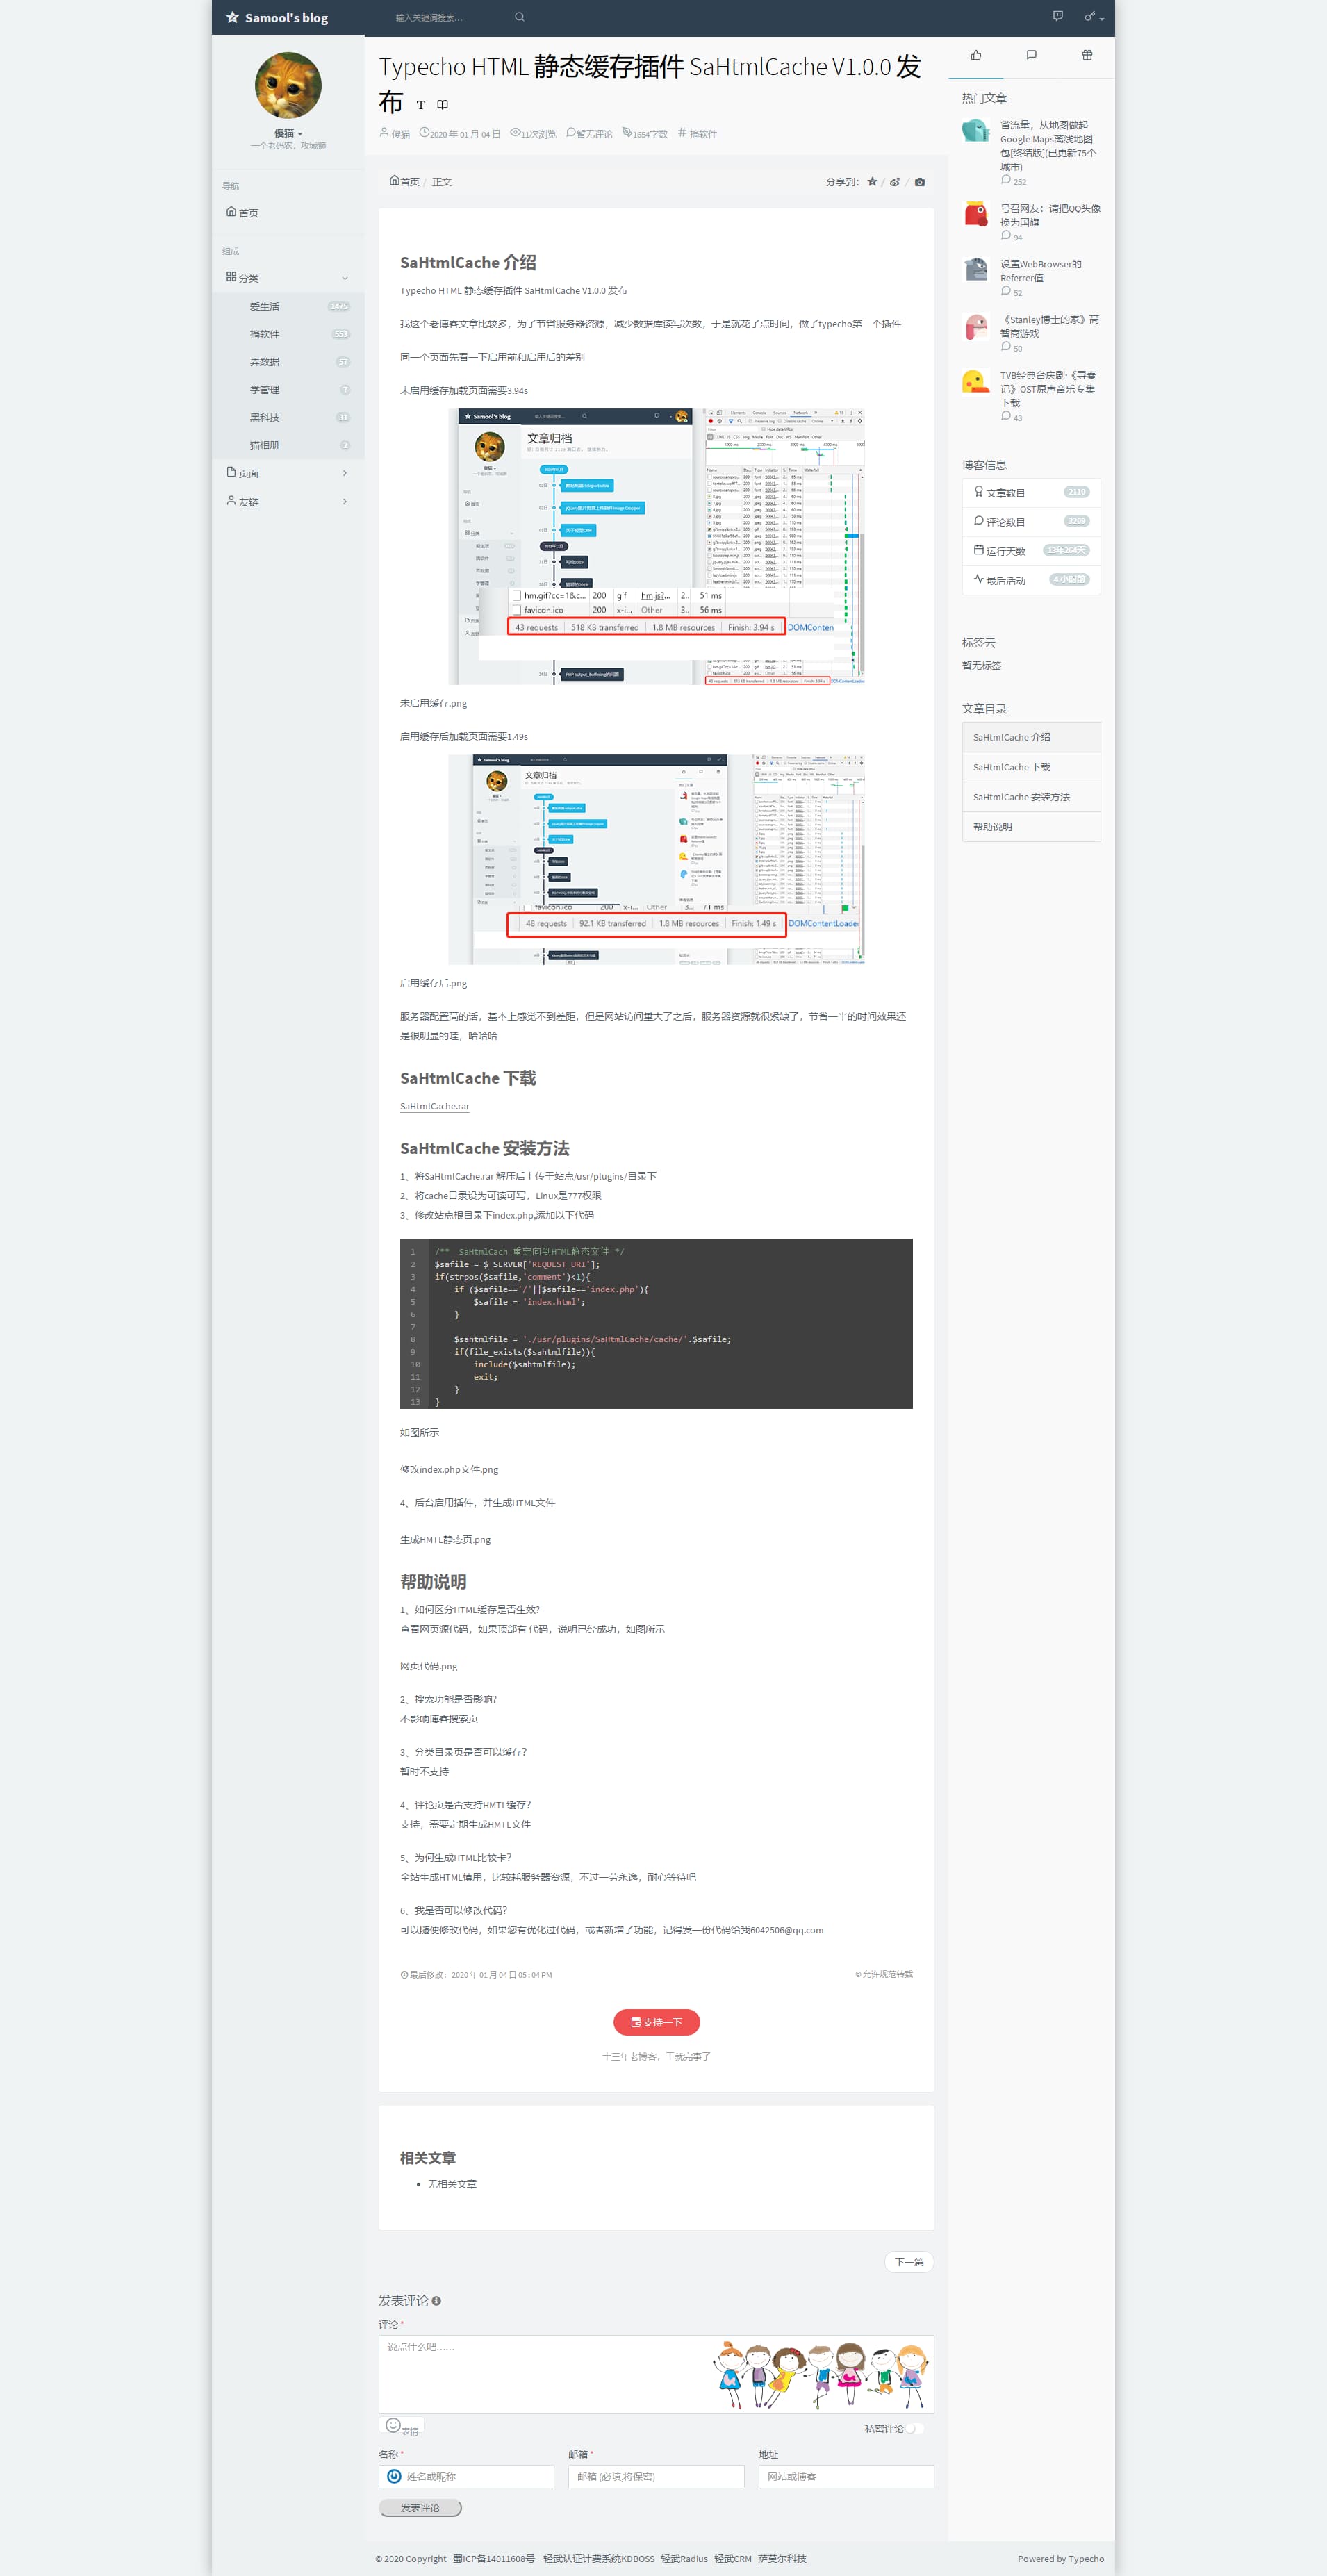 Samool's blog
输入关键词搜索...
傻猫
一个老码农，攻城狮
导航
首页
组成
分类
爱生活 1475
搞软件 553
弄数据 57
学管理
黑科技
猫相册
页面
友链
Typecho HTML 静态缓存插件 SaHtmlCache V1.0.0 发
布
傻猫 2020 年 01 月 04 日 11次浏览 暂无评论 1654字数 # 搞软件
首页 / 正文
分享到： / /
SaHtmlCache 介绍
Typecho HTML 静态缓存插件 SaHtmlCache V1.0.0 发布
我这个老博客文章比较多，为了节省服务器资源，减少数据库读写次数，于是就花了点时间，做了typecho第一个插件
同一个页面先看一下启用前和启用后的差别
未启用缓存加载页面需要3.94s
Samool's blog
文章归档
hm.gif?cc=1&c... 200 gif hm.js?... 2.. 51 ms
favicon.ico 200 x-i... Other 3.. 56 ms
43 requests 518 KB transferred 1.8 MB resources Finish: 3.94 s DOMConten
未启用缓存.png
启用缓存后加载页面需要1.49s
Samool's blog
文章归档
favicon.ico 200 x-i... Other 3... 71 ms
48 requests 92.1 KB transferred 1.8 MB resources Finish: 1.49 s DOMContentLoade
启用缓存后.png
服务器配置高的话，基本上感觉不到差距，但是网站访问量大了之后，服务器资源就很紧缺了，节省一半的时间效果还
是很明显的哇，哈哈哈
SaHtmlCache 下载
SaHtmlCache.rar
SaHtmlCache 安装方法
1、将SaHtmlCache.rar 解压后上传于站点/usr/plugins/目录下
2、将cache目录设为可读可写，Linux是777权限
3、修改站点根目录下index.php,添加以下代码
1 /** SaHtmlCach 重定向到HTML静态文件 */
2 $safile = $_SERVER['REQUEST_URI'];
3 if(strpos($safile,'comment')<1){
4 if ($safile=='/'||$safile=='index.php'){
5 $safile = 'index.html';
6 }
7
8 $sahtmlfile = './usr/plugins/SaHtmlCache/cache/'.$safile;
9 if(file_exists($sahtmlfile)){
10 include($sahtmlfile);
11 exit;
12 }
13 }
如图所示
修改index.php文件.png
4、后台启用插件，并生成HTML文件
生成HMTL静态页.png
帮助说明
1、如何区分HTML缓存是否生效?
查看网页源代码，如果顶部有 代码，说明已经成功，如图所示
网页代码.png
2、搜索功能是否影响?
不影响博客搜索页
3、分类目录页是否可以缓存?
暂时不支持
4、评论页是否支持HMTL缓存?
支持，需要定期生成HMTL文件
5、为何生成HTML比较卡?
全站生成HTML慎用，比较耗服务器资源，不过一劳永逸，耐心等待吧
6、我是否可以修改代码?
可以随便修改代码，如果您有优化过代码，或者新增了功能，记得发一份代码给我6042506@qq.com
最后修改：2020 年 01 月 04 日 05 : 04 PM
© 允许规范转载
支持一下
十三年老博客，干就完事了
相关文章
无相关文章
下一篇
发表评论
评论 *
说点什么吧……
表情
私密评论
名称 *
邮箱 *
地址
姓名或昵称
邮箱 (必填,将保密)
网站或博客
发表评论
热门文章
省流量，从地图做起
Google Maps离线地图
包[终结版](已更新75个
城市)
252
号召网友：请把QQ头像
换为国旗
94
设置WebBrowser的
Referrer值
52
《Stanley博士的家》高
智商游戏
50
TVB经典台庆剧·《寻秦
记》OST原声音乐专集
下载
43
博客信息
文章数目 2110
评论数目 3209
运行天数 13年264天
最后活动 4 小时前
标签云
暂无标签
文章目录
SaHtmlCache 介绍
SaHtmlCache 下载
SaHtmlCache 安装方法
帮助说明
© 2020 Copyright 蜀ICP备14011608号 轻武认证计费系统KDBOSS 轻武Radius 轻武CRM 萨莫尔科技
Powered by Typecho